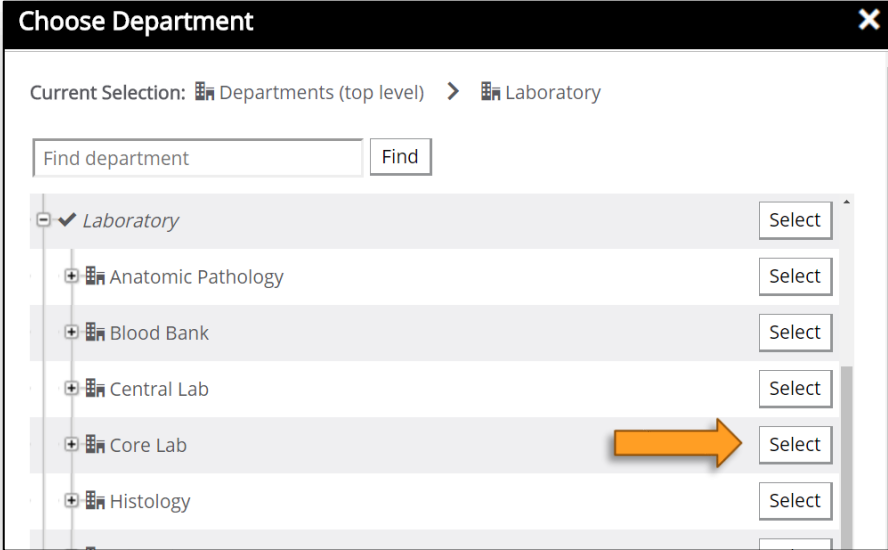 Choose Department
Current Selection: Departments (top level) > Laboratory
Find department Find
Laboratory Select
Anatomic Pathology Select
Blood Bank Select
Central Lab Select
Core Lab Select
Histology Select